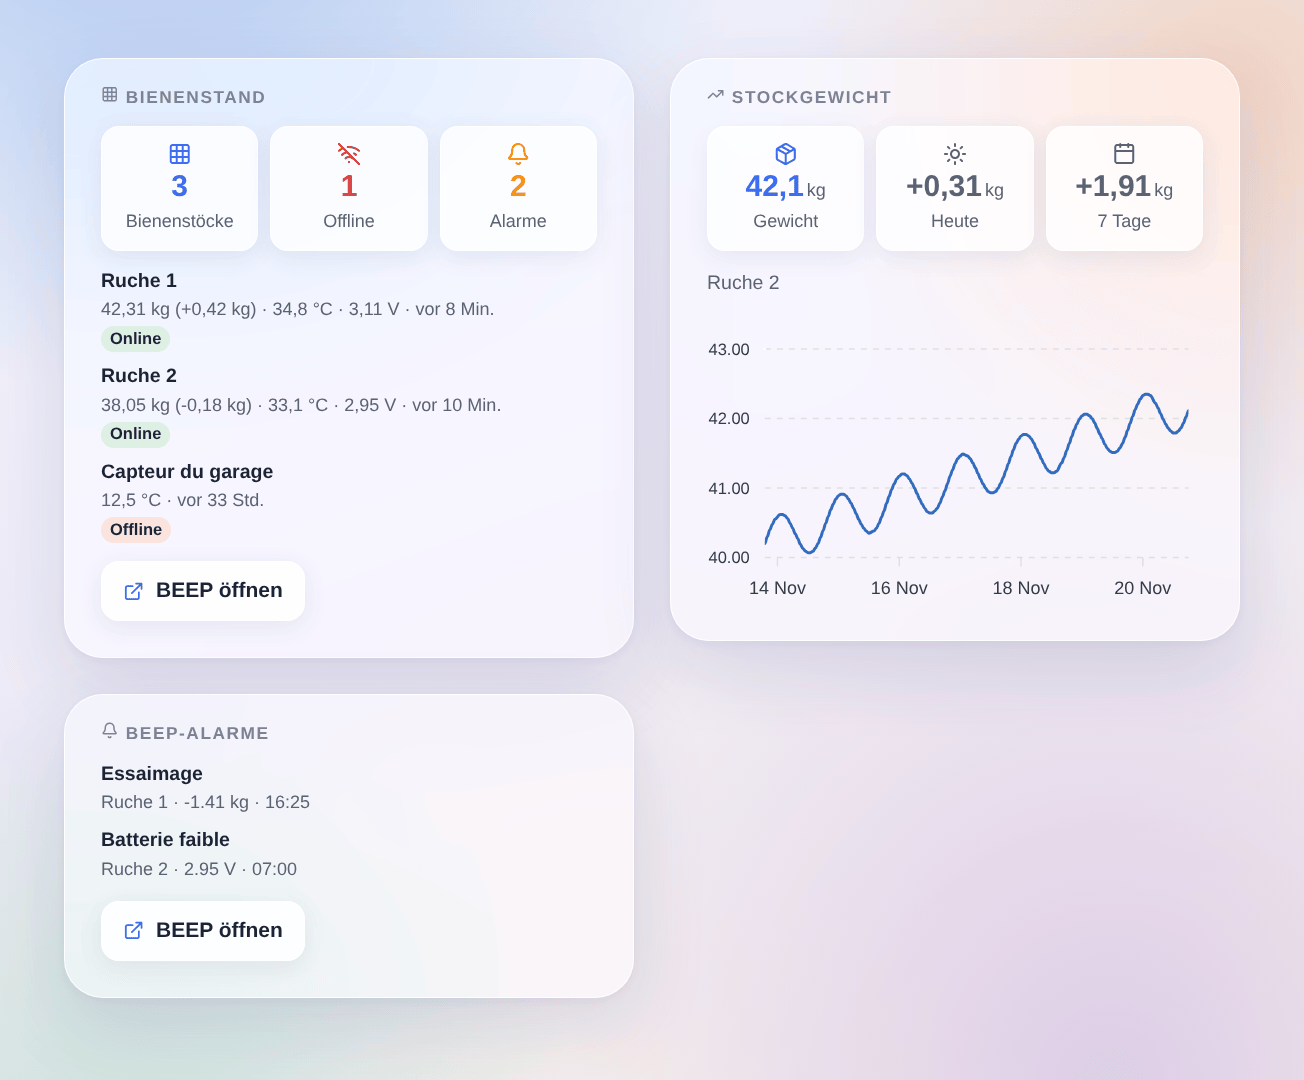 BIENENSTAND
3
Bienenstöcke
1
Offline
2
Alarme
Ruche 1
42,31 kg (+0,42 kg) · 34,8 °C · 3,11 V · vor 8 Min.
Online
Ruche 2
38,05 kg (-0,18 kg) · 33,1 °C · 2,95 V · vor 10 Min.
Online
Capteur du garage
12,5 °C · vor 33 Std.
Offline
BEEP öffnen
STOCKGEWICHT
42,1 kg
Gewicht
+0,31 kg
Heute
+1,91 kg
7 Tage
Ruche 2
43.00
42.00
41.00
40.00
14 Nov
16 Nov
18 Nov
20 Nov
BEEP-ALARME
Essaimage
Ruche 1 · -1.41 kg · 16:25
Batterie faible
Ruche 2 · 2.95 V · 07:00
BEEP öffnen